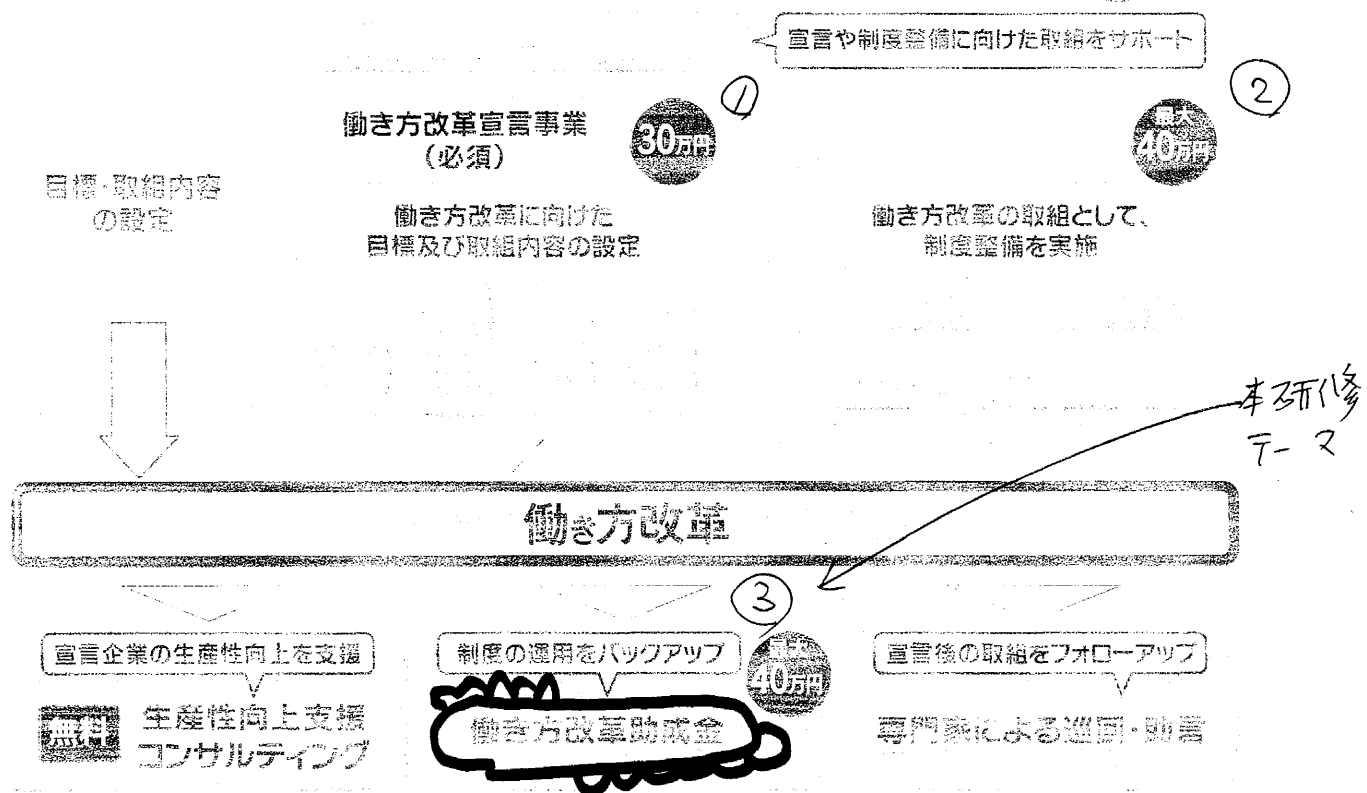 宣言や制度整備に向けた取組をサポート
①
②
働き方改革宣言事業
(必須)
30万円
最大
40万円
目標・取組内容
の設定
働き方改革に向けた
目標及び取組内容の設定
働き方改革の取組として、
制度整備を実施
本研修
テーマ
働き方改革
③
宣言企業の生産性向上を支援
制度の運用をバックアップ
最大
40万円
宣言後の取組をフォローアップ
無料
生産性向上支援
コンサルティング
働き方改革助成金
専門家による巡回・助言